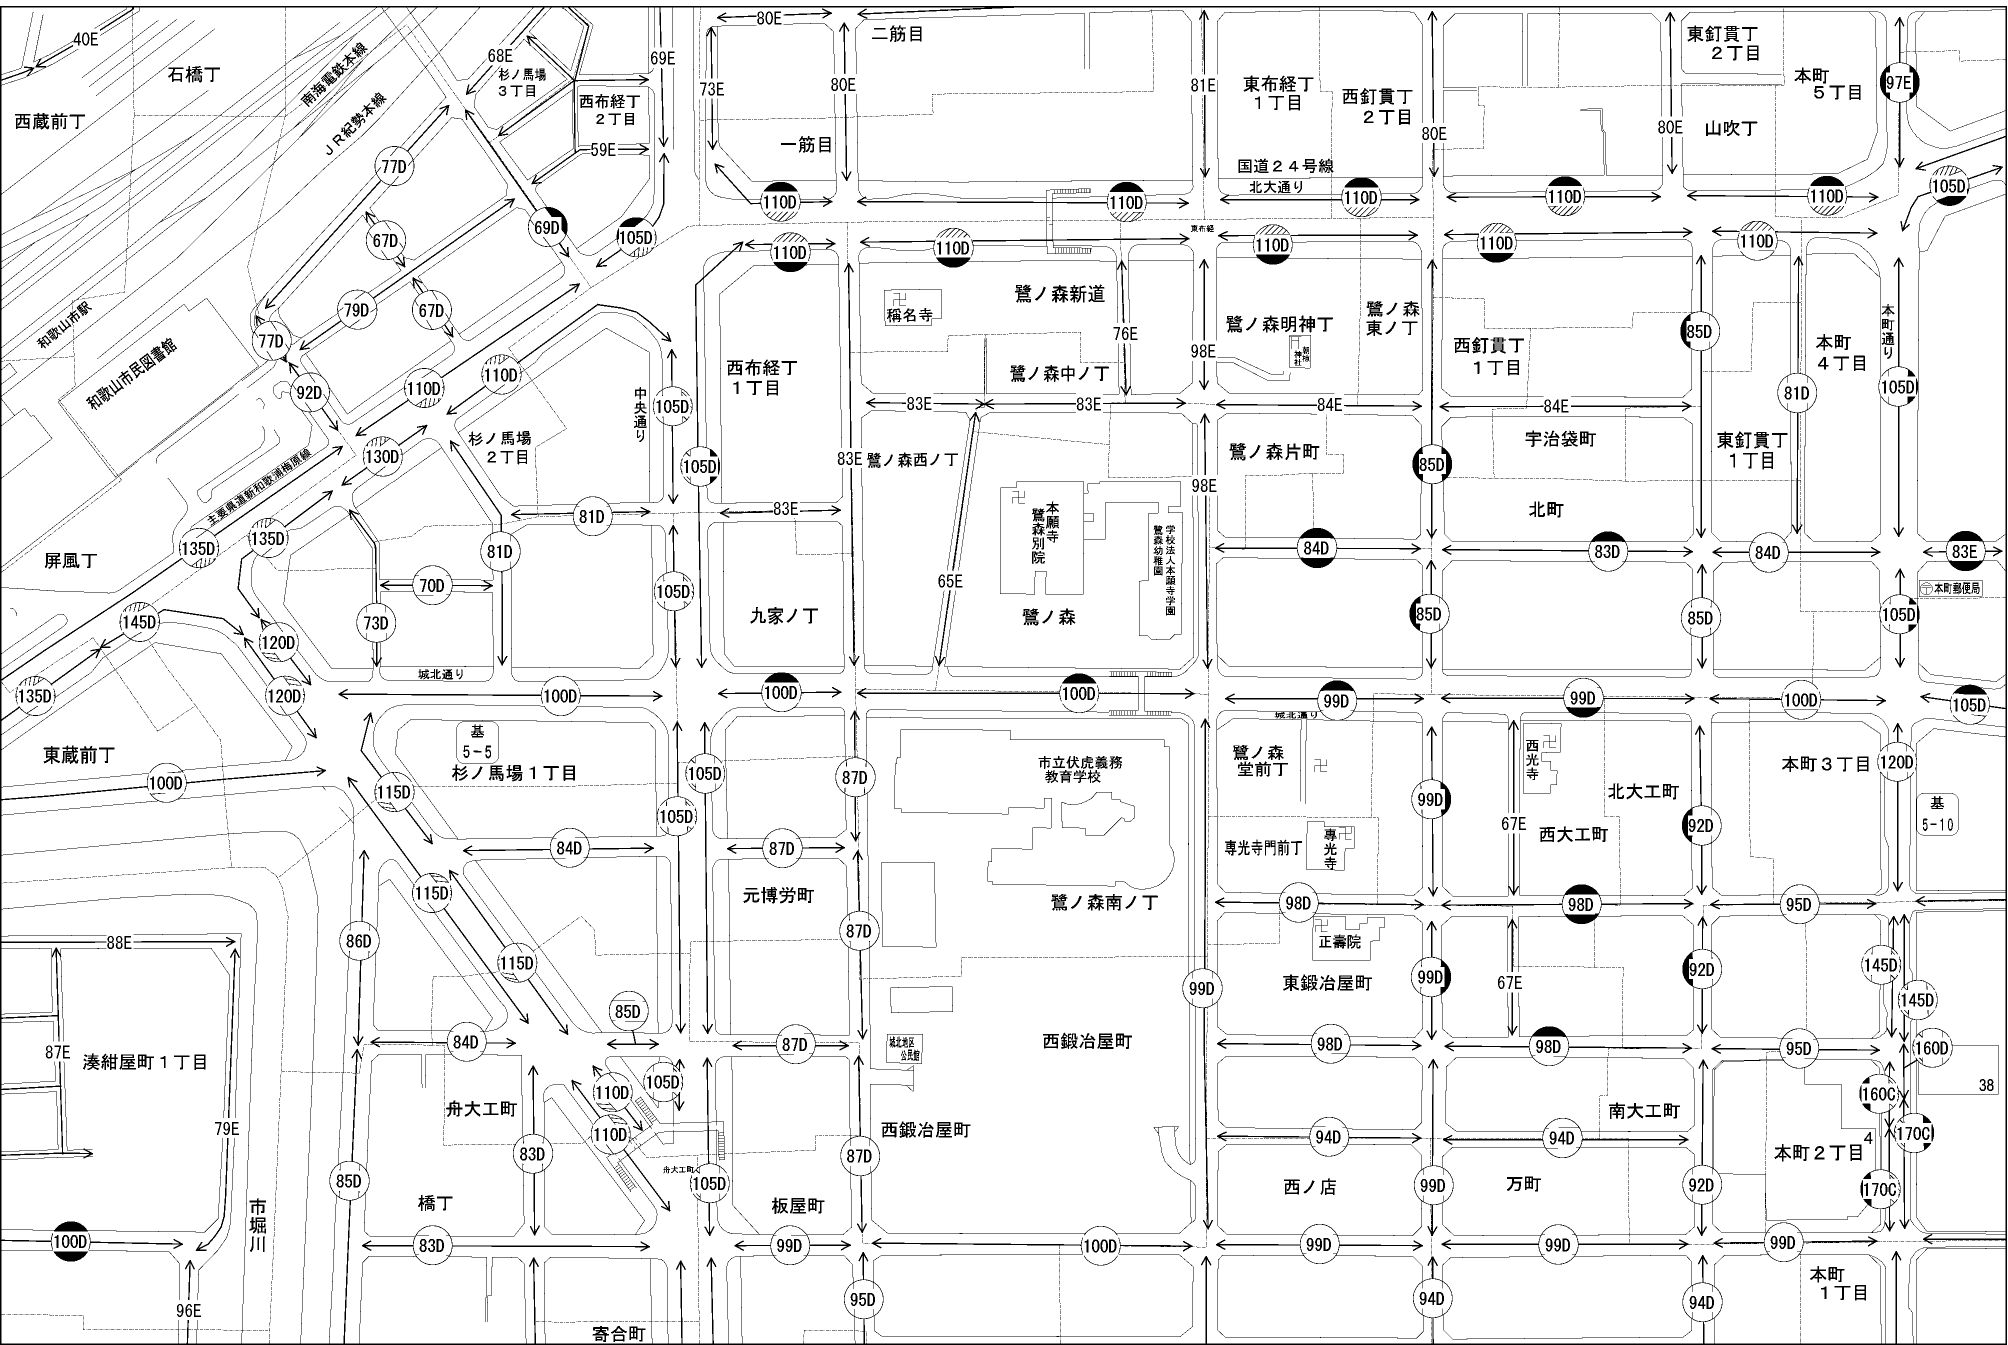 40E
68E
69E
80E
80E
73E
81E
80E
80E
97E
石橋丁
南海電鉄本線
ＪＲ紀勢本線
西蔵前丁
杉ノ馬場
３丁目
西布経丁
２丁目
59E
二筋目
一筋目
東布経丁
１丁目
西釘貫丁
２丁目
東釘貫丁
２丁目
本町
５丁目
山吹丁
国道２４号線
北大通り
77D
67D
69D
105D
110D
110D
110D
110D
110D
105D
79D
67D
77D
92D
110D
110D
110D
110D
110D
110D
110D
東布経
和歌山市駅
和歌山市民図書館
稱名寺
鷺ノ森新道
鷺ノ森明神丁
朝椋
神社
鷺ノ森
東ノ丁
西釘貫丁
１丁目
本町
４丁目
本町通り
85D
76E
98E
81D
105D
中央通り
105D
西布経丁
１丁目
鷺ノ森中ノ丁
83E
83E
84E
84E
杉ノ馬場
２丁目
130D
105D
83E
鷺ノ森西ノ丁
鷺ノ森片町
宇治袋町
東釘貫丁
１丁目
85D
98E
北町
主要県道新和歌浦梅原線
135D
135D
81D
81D
83E
本願寺
鷺森別院
学校法人本願寺学園
鷺森幼稚園
84D
83D
84D
83E
屏風丁
70D
73D
105D
65E
鷺ノ森
九家ノ丁
85D
85D
105D
本町郵便局
145D
120D
135D
120D
城北通り
100D
100D
100D
99D
99D
100D
105D
城北通り
東蔵前丁
100D
基
5-5
杉ノ馬場１丁目
115D
105D
105D
87D
市立伏虎義務
教育学校
鷺ノ森
堂前丁
西光寺
北大工町
本町３丁目
120D
基
5-10
99D
67E
西大工町
92D
84D
87D
専光寺門前丁
専光寺
115D
元博労町
鷺ノ森南ノ丁
98D
98D
95D
86D
88E
115D
87D
正壽院
145D
東鍛冶屋町
99D
67E
92D
99D
145D
85D
84D
87D
城北地区
公民館
西鍛冶屋町
98D
98D
95D
160D
87E
湊紺屋町１丁目
105D
110D
110D
38
160C
舟大工町
西鍛冶屋町
94D
94D
南大工町
4
170C
本町２丁目
79E
83D
87D
舟大工町
105D
85D
橋丁
板屋町
西ノ店
99D
万町
92D
170C
市堀川
100D
83D
99D
100D
99D
99D
99D
本町
１丁目
96E
95D
94D
94D
寄合町